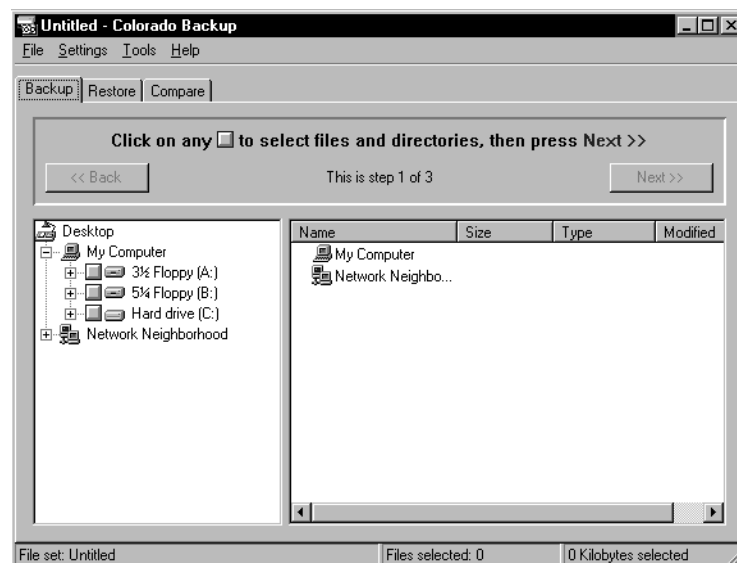 Untitled - Colorado Backup
File Settings Tools Help
Backup Restore Compare
Click on any to select files and directories, then press Next >>
<< Back This is step 1 of 3 Next >>
Desktop
My Computer
3½ Floppy (A:)
5¼ Floppy (B:)
Hard drive (C:)
Network Neighborhood
Name Size Type Modified
My Computer
Network Neighbo...
File set: Untitled Files selected: 0 0 Kilobytes selected